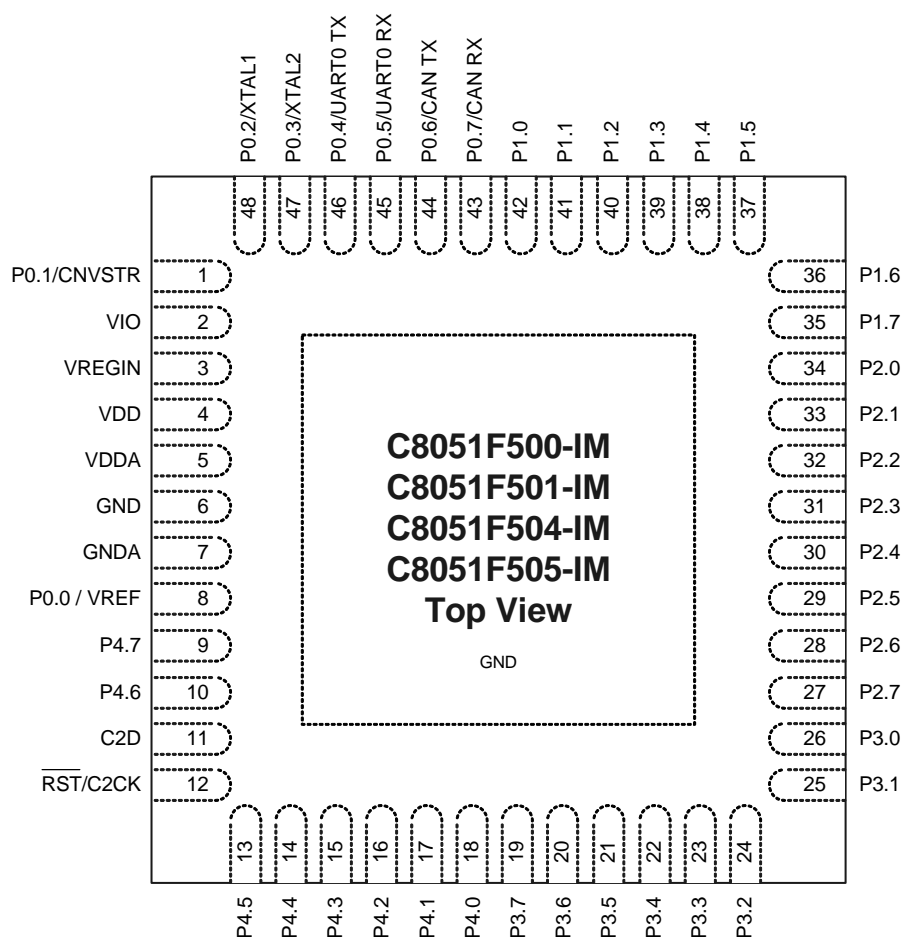 P0.2/XTAL1
P0.3/XTAL2
P0.4/UART0 TX
P0.5/UART0 RX
P0.6/CAN TX
P0.7/CAN RX
P1.0
P1.1
P1.2
P1.3
P1.4
P1.5
48
47
46
45
44
43
42
41
40
39
38
37
P0.1/CNVSTR 1
VIO 2
VREGIN 3
VDD 4
VDDA 5
GND 6
GNDA 7
P0.0 / VREF 8
P4.7 9
P4.6 10
C2D 11
RST/C2CK 12
C8051F500-IM
C8051F501-IM
C8051F504-IM
C8051F505-IM
Top View
GND
36 P1.6
35 P1.7
34 P2.0
33 P2.1
32 P2.2
31 P2.3
30 P2.4
29 P2.5
28 P2.6
27 P2.7
26 P3.0
25 P3.1
13
14
15
16
17
18
19
20
21
22
23
24
P4.5
P4.4
P4.3
P4.2
P4.1
P4.0
P3.7
P3.6
P3.5
P3.4
P3.3
P3.2